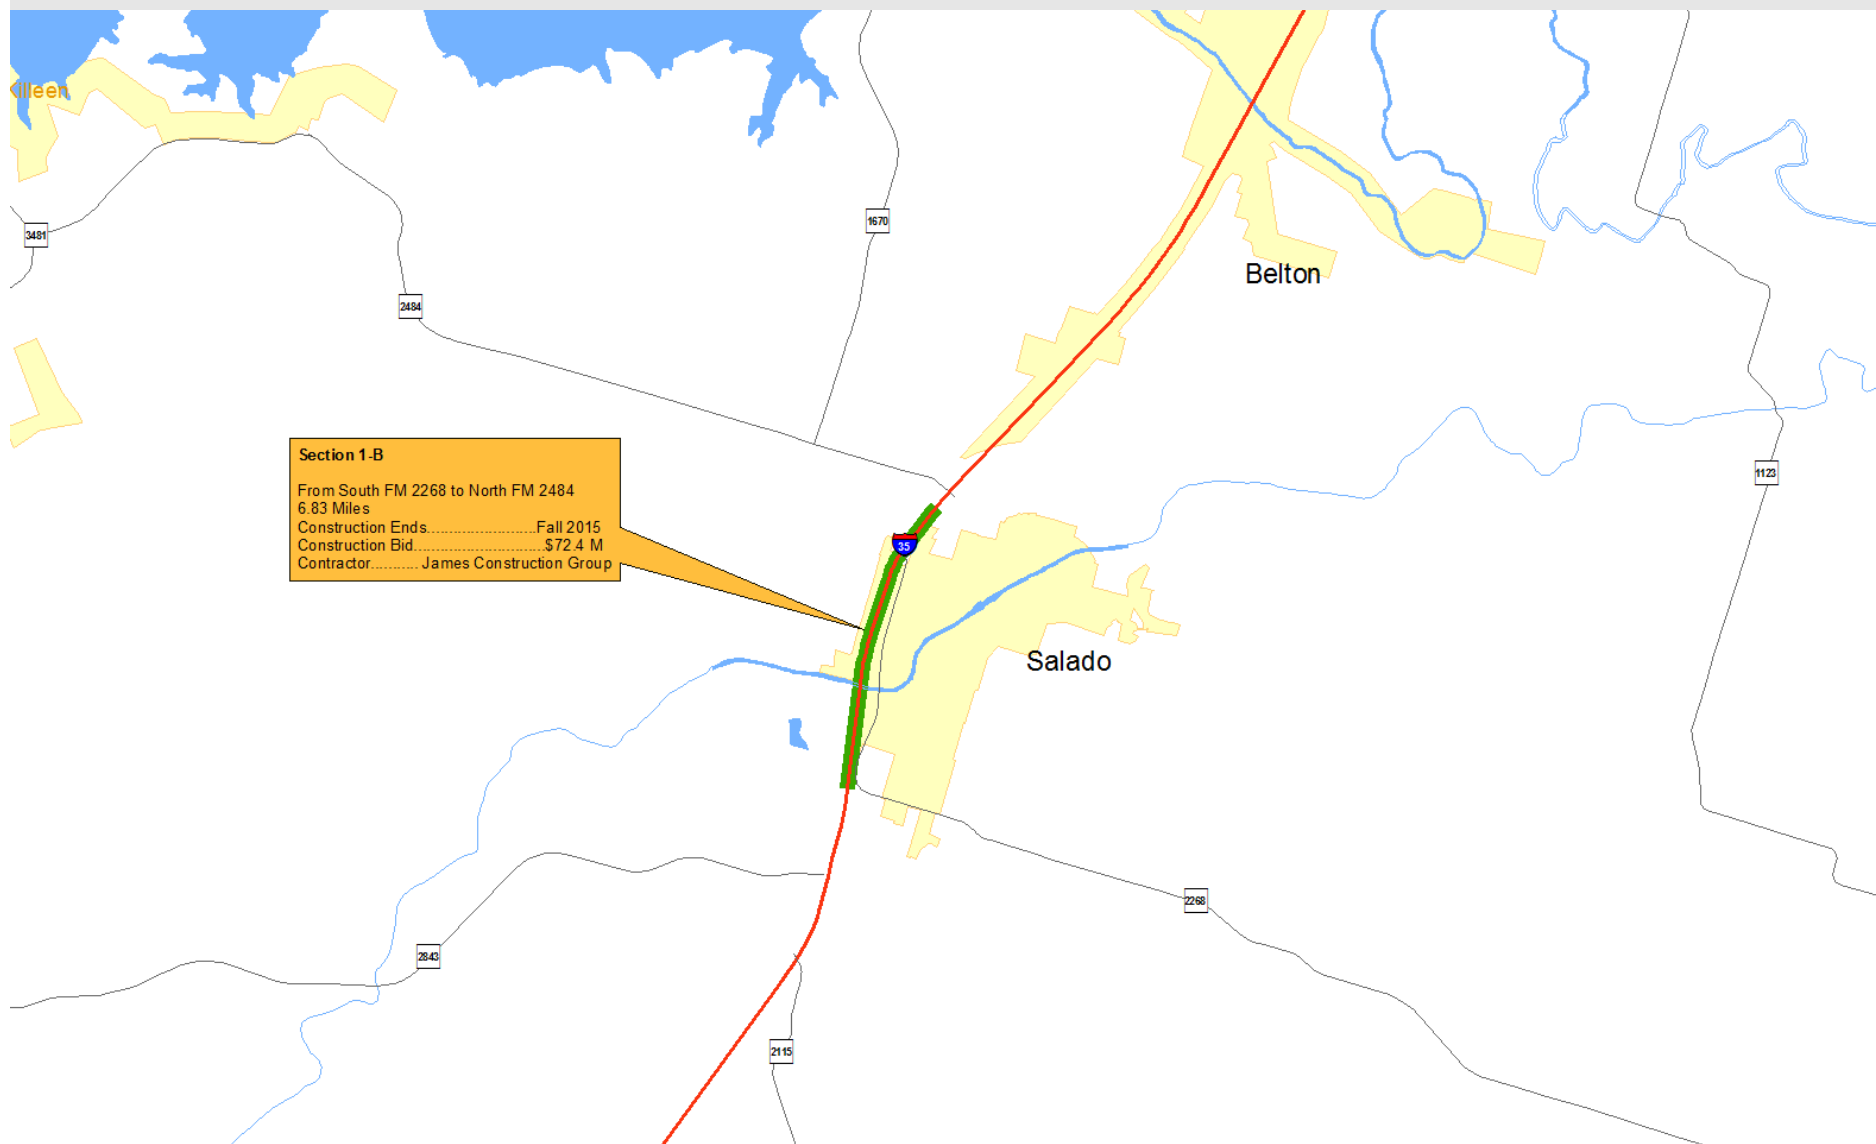 Killeen
3481
2484
1670
Belton
1123
Section 1-B
From South FM 2268 to North FM 2484
6.83 Miles
Construction Ends.........................Fall 2015
Construction Bid..............................$72.4 M
Contractor........... James Construction Group
35
Salado
2268
2843
2115